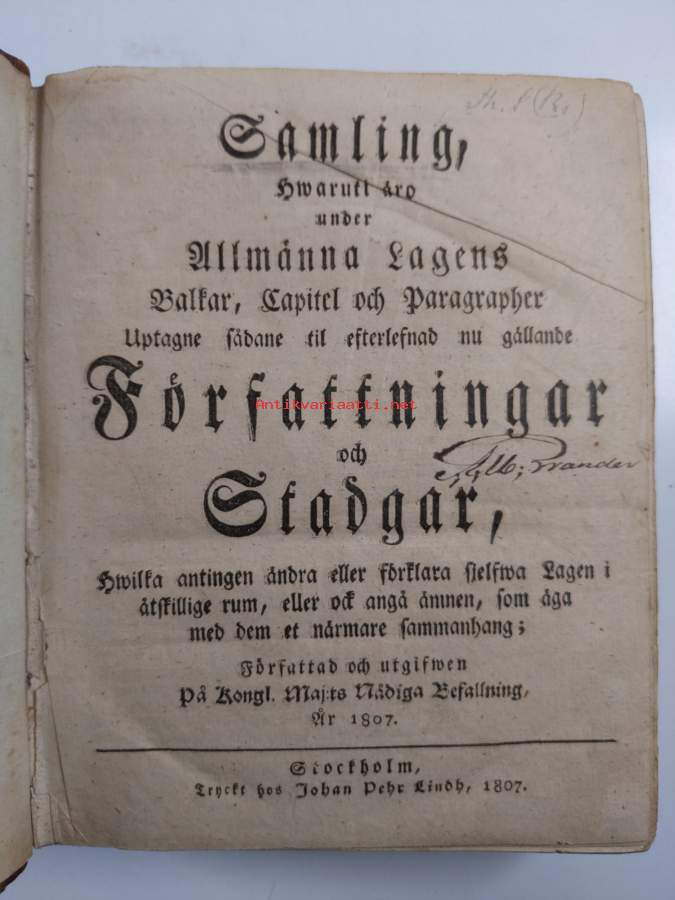 Samling,
Hwarutl äro
under
Allmänna Lagens
Balkar, Capitel och Paragrapher
Uptagne sådane til efterlefnad nu gällande
Författningar
Antikvariaatti.net
och
Stadgar,
Hwilka antingen ändra eller förklara sjelfwa Lagen i
åtskillige rum, eller ock angå ämnen, som äga
med dem et närmare sammanhang;
Författad och utgifwen
På Kongl. Maj:ts Nådiga Befallning,
År 1807.
Stockholm,
Tryckt hos Johan Pehr Lindh, 1807.